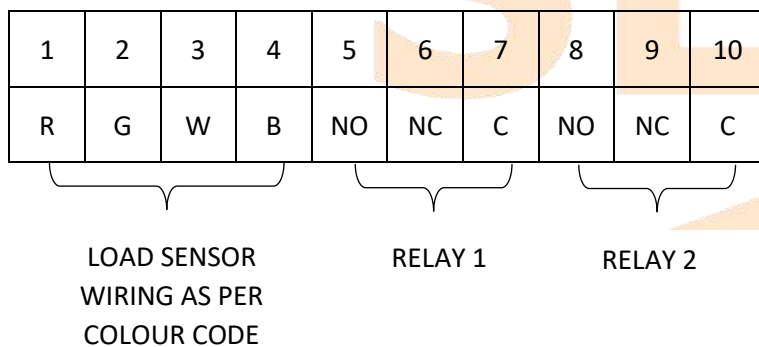 1 2 3 4 5 6 7 8 9 10
R G W B NO NC C NO NC C
LOAD SENSOR
WIRING AS PER
COLOUR CODE
RELAY 1
RELAY 2